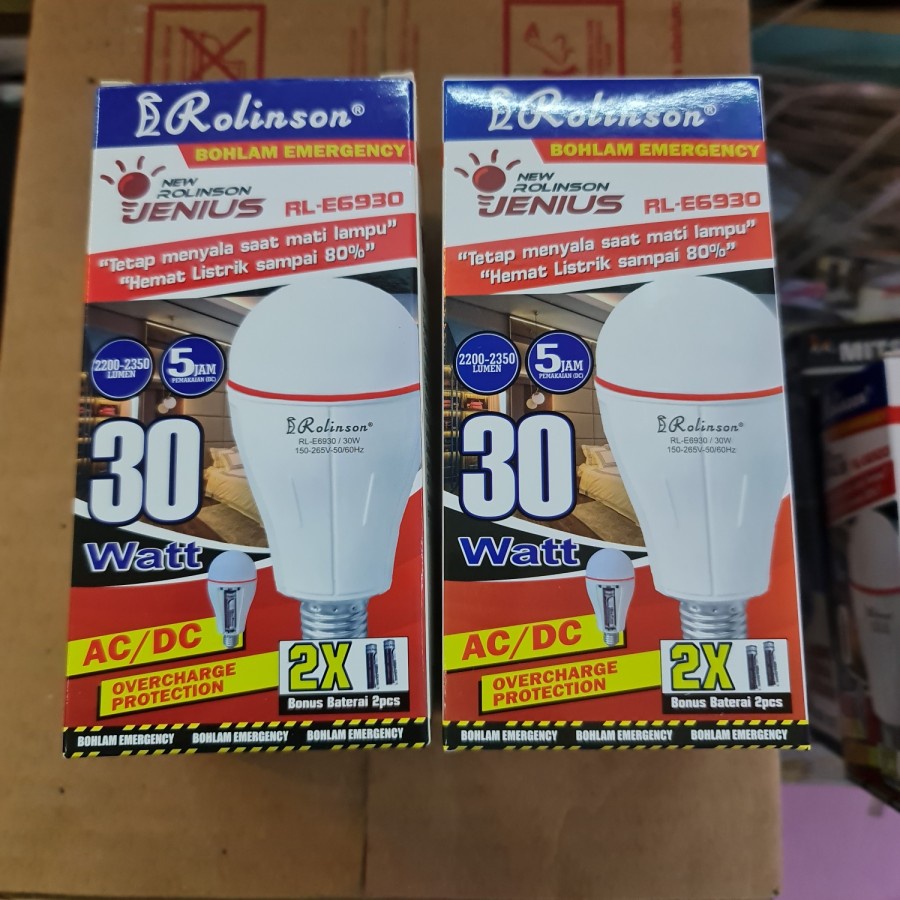 Rolinson®
BOHLAM EMERGENCY
NEW
ROLINSON
JENIUS
RL-E6930
"Tetap menyala saat mati lampu"
"Hemat Listrik sampai 80%"
2200-2350
LUMEN
5 JAM
PEMAKAIAN (DC)
Rolinson®
RL-E6930 / 30W
150-265V-50/60Hz
30
Watt
AC/DC
OVERCHARGE
PROTECTION
2X
Bonus Baterai 2pcs
BOHLAM EMERGENCY BOHLAM EMERGENCY BOHLAM EMERGENCY
Rolinson®
BOHLAM EMERGENCY
NEW
ROLINSON
JENIUS
RL-E6930
"Tetap menyala saat mati lampu"
"Hemat Listrik sampai 80%"
2200-2350
LUMEN
5 JAM
PEMAKAIAN (DC)
Rolinson®
RL-E6930 / 30W
150-265V-50/60Hz
30
Watt
AC/DC
OVERCHARGE
PROTECTION
2X
Bonus Baterai 2pcs
BOHLAM EMERGENCY BOHLAM EMERGENCY BOHLAM EMERGENCY